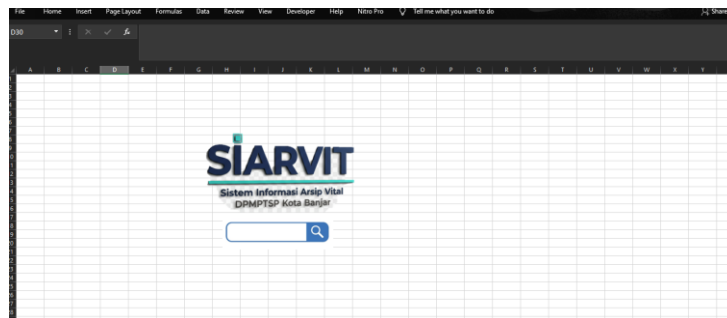 File Home Insert Page Layout Formulas Data Review View Developer Help Nitro Pro Tell me what you want to do Share
D30 fx
A B C D E F G H I J K L M N O P Q R S T U V W X Y
SIARVIT
Sistem Informasi Arsip Vital
DPMPTSP Kota Banjar